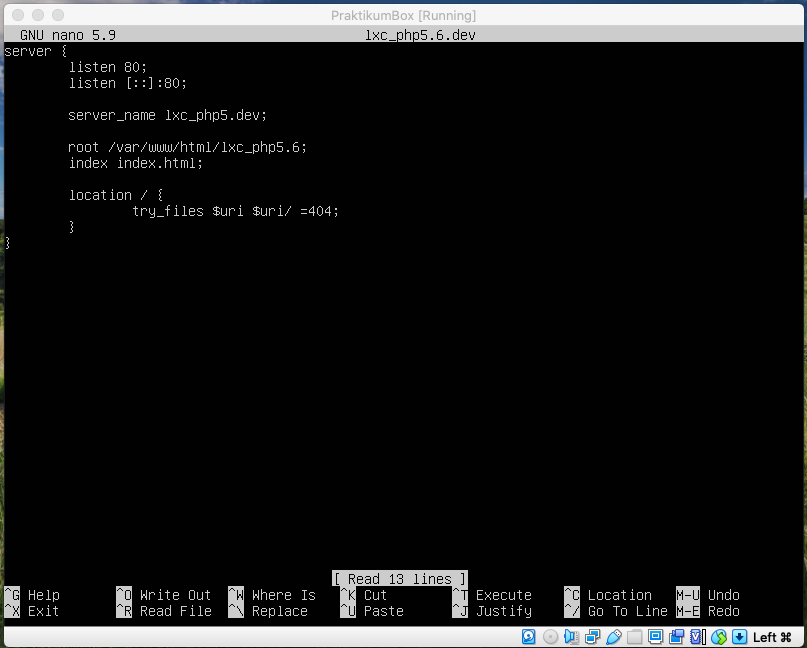 PraktikumBox [Running]
GNU nano 5.9 lxc_php5.6.dev
server {
listen 80;
listen [::]:80;
server_name lxc_php5.dev;
root /var/www/html/lxc_php5.6;
index index.html;
location / {
try_files $uri $uri/ =404;
}
}
[ Read 13 lines ]
^G Help ^O Write Out ^W Where Is ^K Cut ^T Execute ^C Location M-U Undo
^X Exit ^R Read File ^\ Replace ^U Paste ^J Justify ^/ Go To Line M-E Redo
Left ⌘